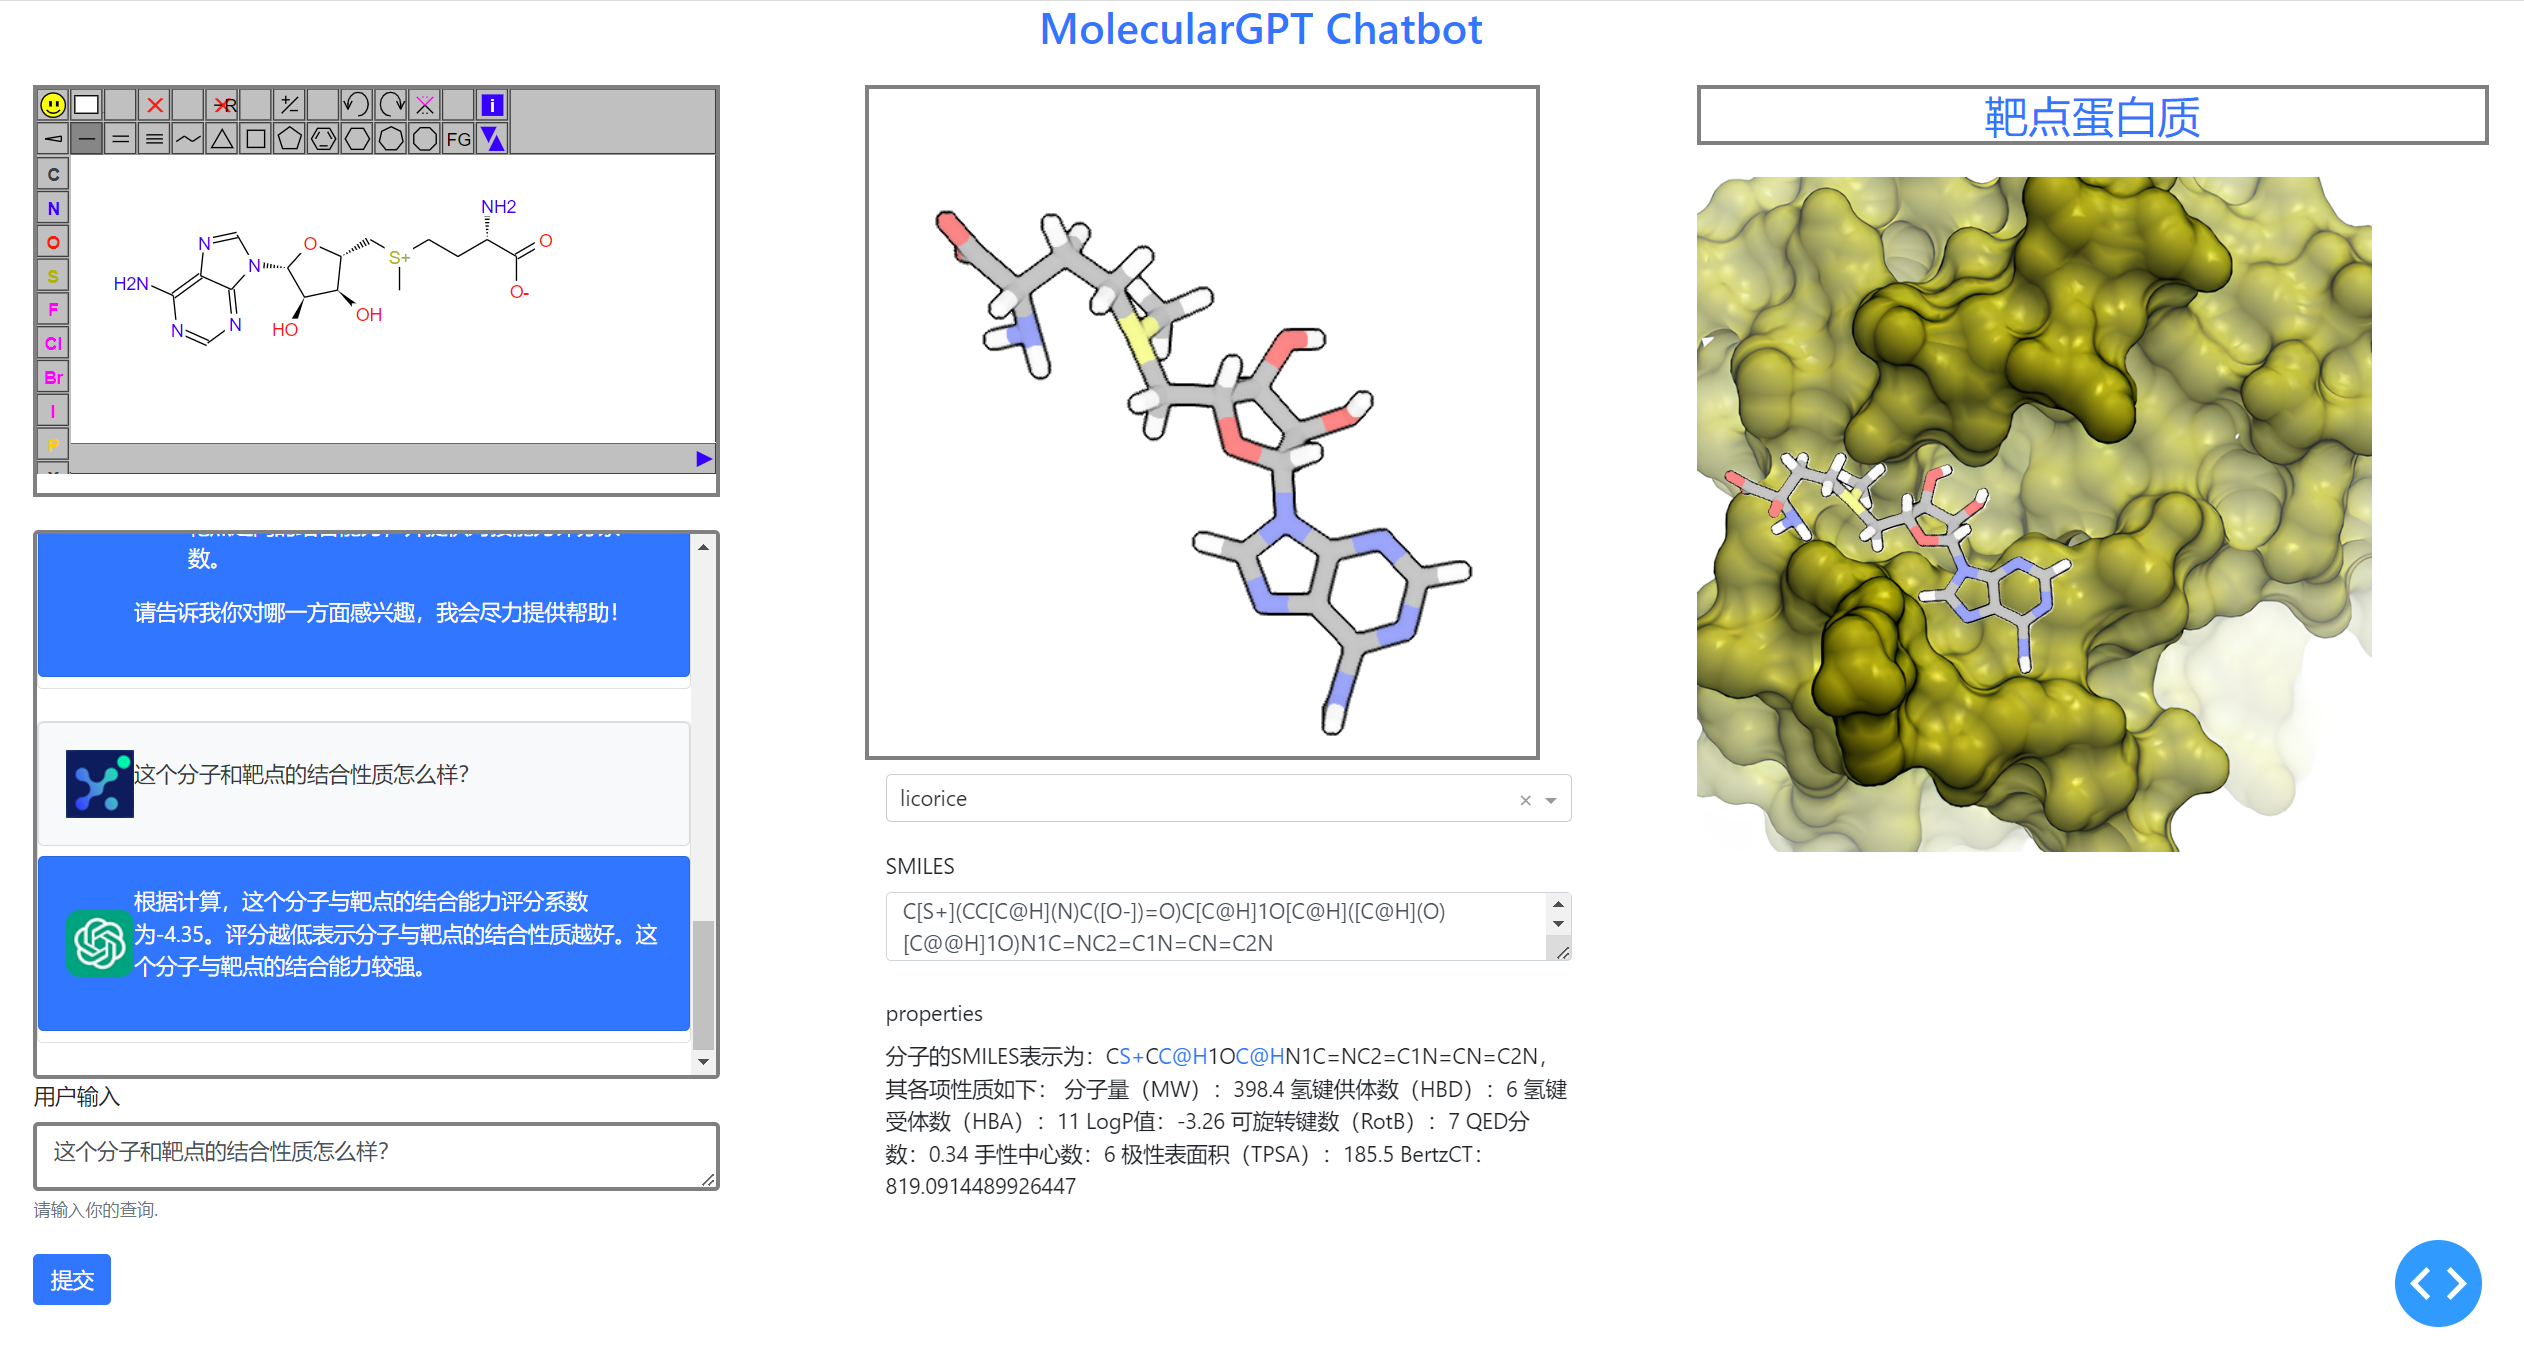 MolecularGPT Chatbot
R
+/-
i
FG
C
N
O
S
F
Cl
Br
I
P
NH2
O
S+
O-
O
N
N
H2N
N
N
HO
OH
数。
请告诉我你对哪一方面感兴趣，我会尽力提供帮助！
这个分子和靶点的结合性质怎么样？
根据计算，这个分子与靶点的结合能力评分系数
为-4.35。评分越低表示分子与靶点的结合性质越好。这
个分子与靶点的结合能力较强。
用户输入
这个分子和靶点的结合性质怎么样？
请输入你的查询.
提交
licorice
SMILES
C[S+](CC[C@H](N)C([O-])=O)C[C@H]1O[C@H]([C@H](O)
[C@@H]1O)N1C=NC2=C1N=CN=C2N
properties
分子的SMILES表示为：CS+CC@H1OC@HN1C=NC2=C1N=CN=C2N，
其各项性质如下： 分子量（MW）：398.4 氢键供体数（HBD）：6 氢键
受体数（HBA）：11 LogP值：-3.26 可旋转键数（RotB）：7 QED分
数：0.34 手性中心数：6 极性表面积（TPSA）：185.5 BertzCT：
819.0914489926447
靶点蛋白质